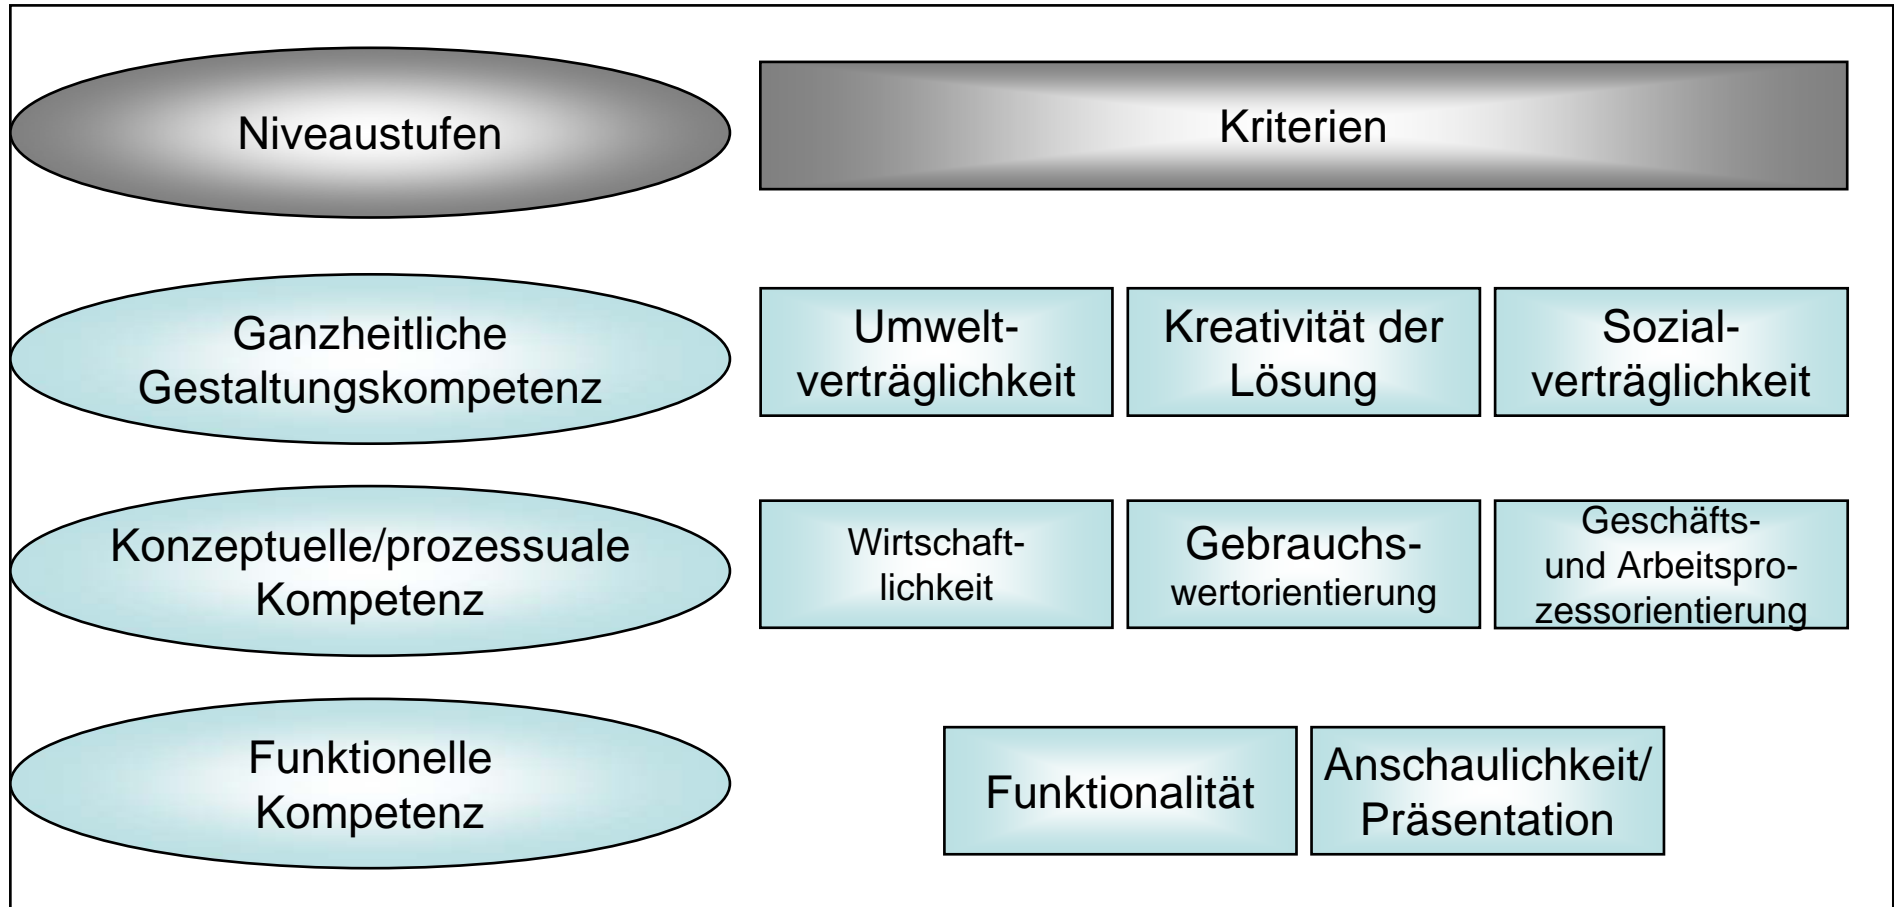 Niveaustufen
Kriterien
Ganzheitliche
Gestaltungskompetenz
Umwelt-
verträglichkeit
Kreativität der
Lösung
Sozial-
verträglichkeit
Konzeptuelle/prozessuale
Kompetenz
Wirtschaft-
lichkeit
Gebrauchs-
wertorientierung
Geschäfts-
und Arbeitspro-
zessorientierung
Funktionelle
Kompetenz
Funktionalität
Anschaulichkeit/
Präsentation